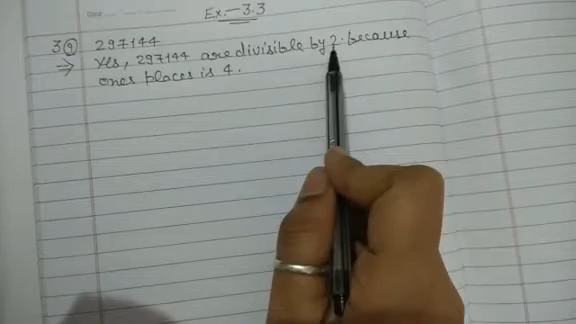 Ex.-3.3
3 (a) 297144
⇒ Yes, 297144 are divisible by 2. because
ones places is 4.